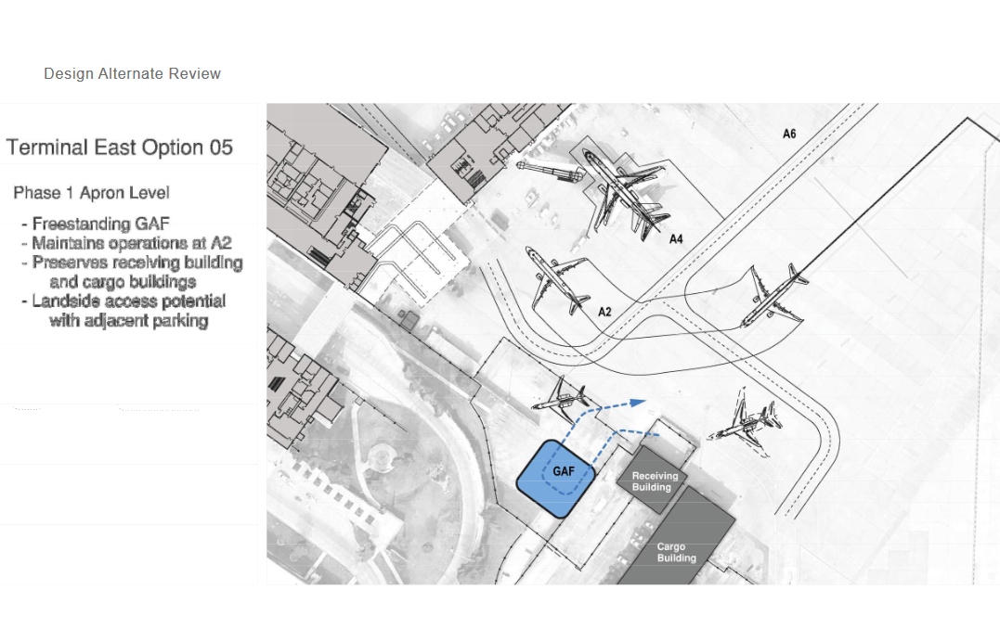 Design Alternate Review
Terminal East Option 05
Phase 1 Apron Level
- Freestanding GAF
- Maintains operations at A2
- Preserves receiving building
and cargo buildings
- Landside access potential
with adjacent parking
A6
A4
A2
GAF
Receiving
Building
Cargo
Building